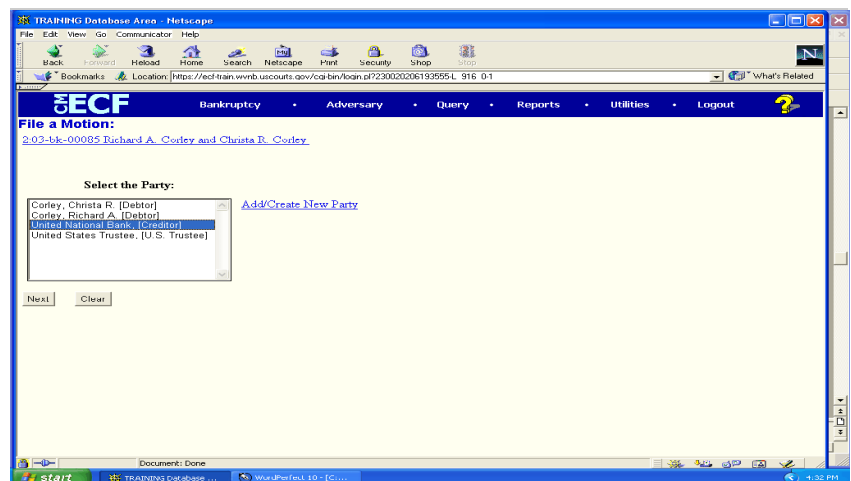 TRAINING Database Area - Netscape
File Edit View Go Communicator Help
Back Forward Reload Home Search Netscape Print Security Shop Stop
Bookmarks Location: https://ecf-train.wvnb.uscourts.gov/cgi-bin/login.pl?230020206193555-L_916_0-1 What's Related
CM ECF Bankruptcy • Adversary • Query • Reports • Utilities • Logout ?
File a Motion:
2:03-bk-00085 Richard A. Corley and Christa R. Corley
Select the Party:
Corley, Christa R. [Debtor] Add/Create New Party
Corley, Richard A. [Debtor]
United National Bank, [Creditor]
United States Trustee, [U.S. Trustee]
Next Clear
Document: Done
start TRAINING Database ... WordPerfect 10 - [C:... 4:32 PM